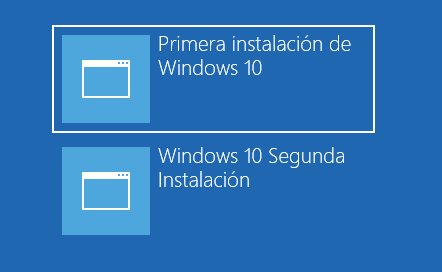 Primera instalación de
Windows 10
Windows 10 Segunda
Instalación